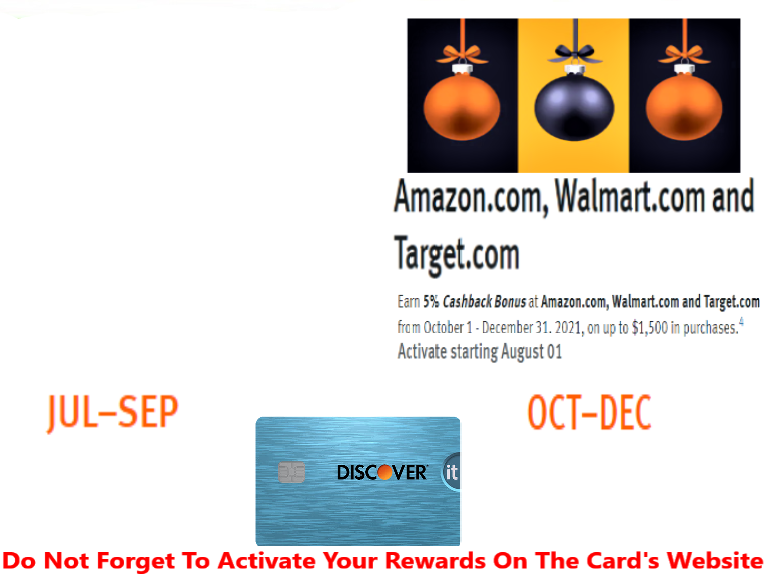 Amazon.com, Walmart.com and
Target.com
Earn 5% Cashback Bonus at Amazon.com, Walmart.com and Target.com
from October 1 - December 31. 2021, on up to $1,500 in purchases.4
Activate starting August 01
JUL–SEP
OCT–DEC
DISCOVER it
Do Not Forget To Activate Your Rewards On The Card's Website